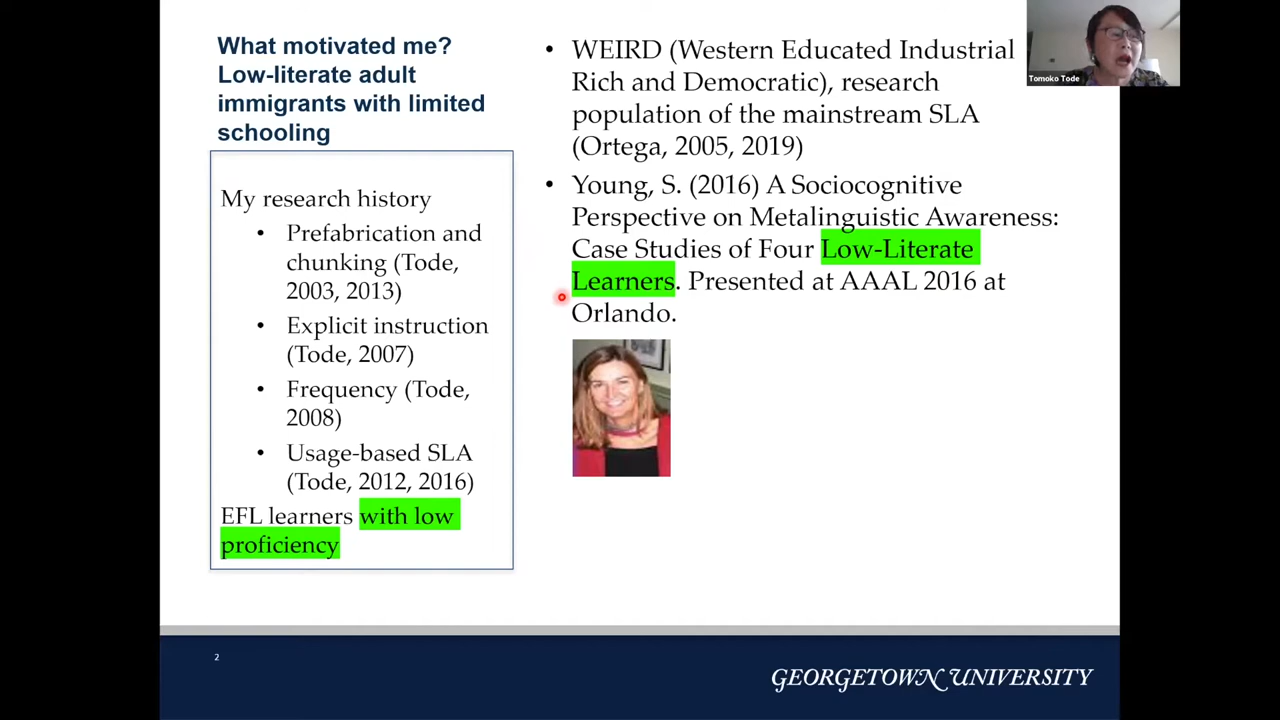 What motivated me?
Low-literate adult
immigrants with limited
schooling
My research history
• Prefabrication and
chunking (Tode,
2003, 2013)
• Explicit instruction
(Tode, 2007)
• Frequency (Tode,
2008)
• Usage-based SLA
(Tode, 2012, 2016)
EFL learners with low
proficiency
• WEIRD (Western Educated Industrial
Rich and Democratic), research
population of the mainstream SLA
(Ortega, 2005, 2019)
• Young, S. (2016) A Sociocognitive
Perspective on Metalinguistic Awareness:
Case Studies of Four Low-Literate
Learners. Presented at AAAL 2016 at
Orlando.
Tomoko Tode
2
GEORGETOWN UNIVERSITY